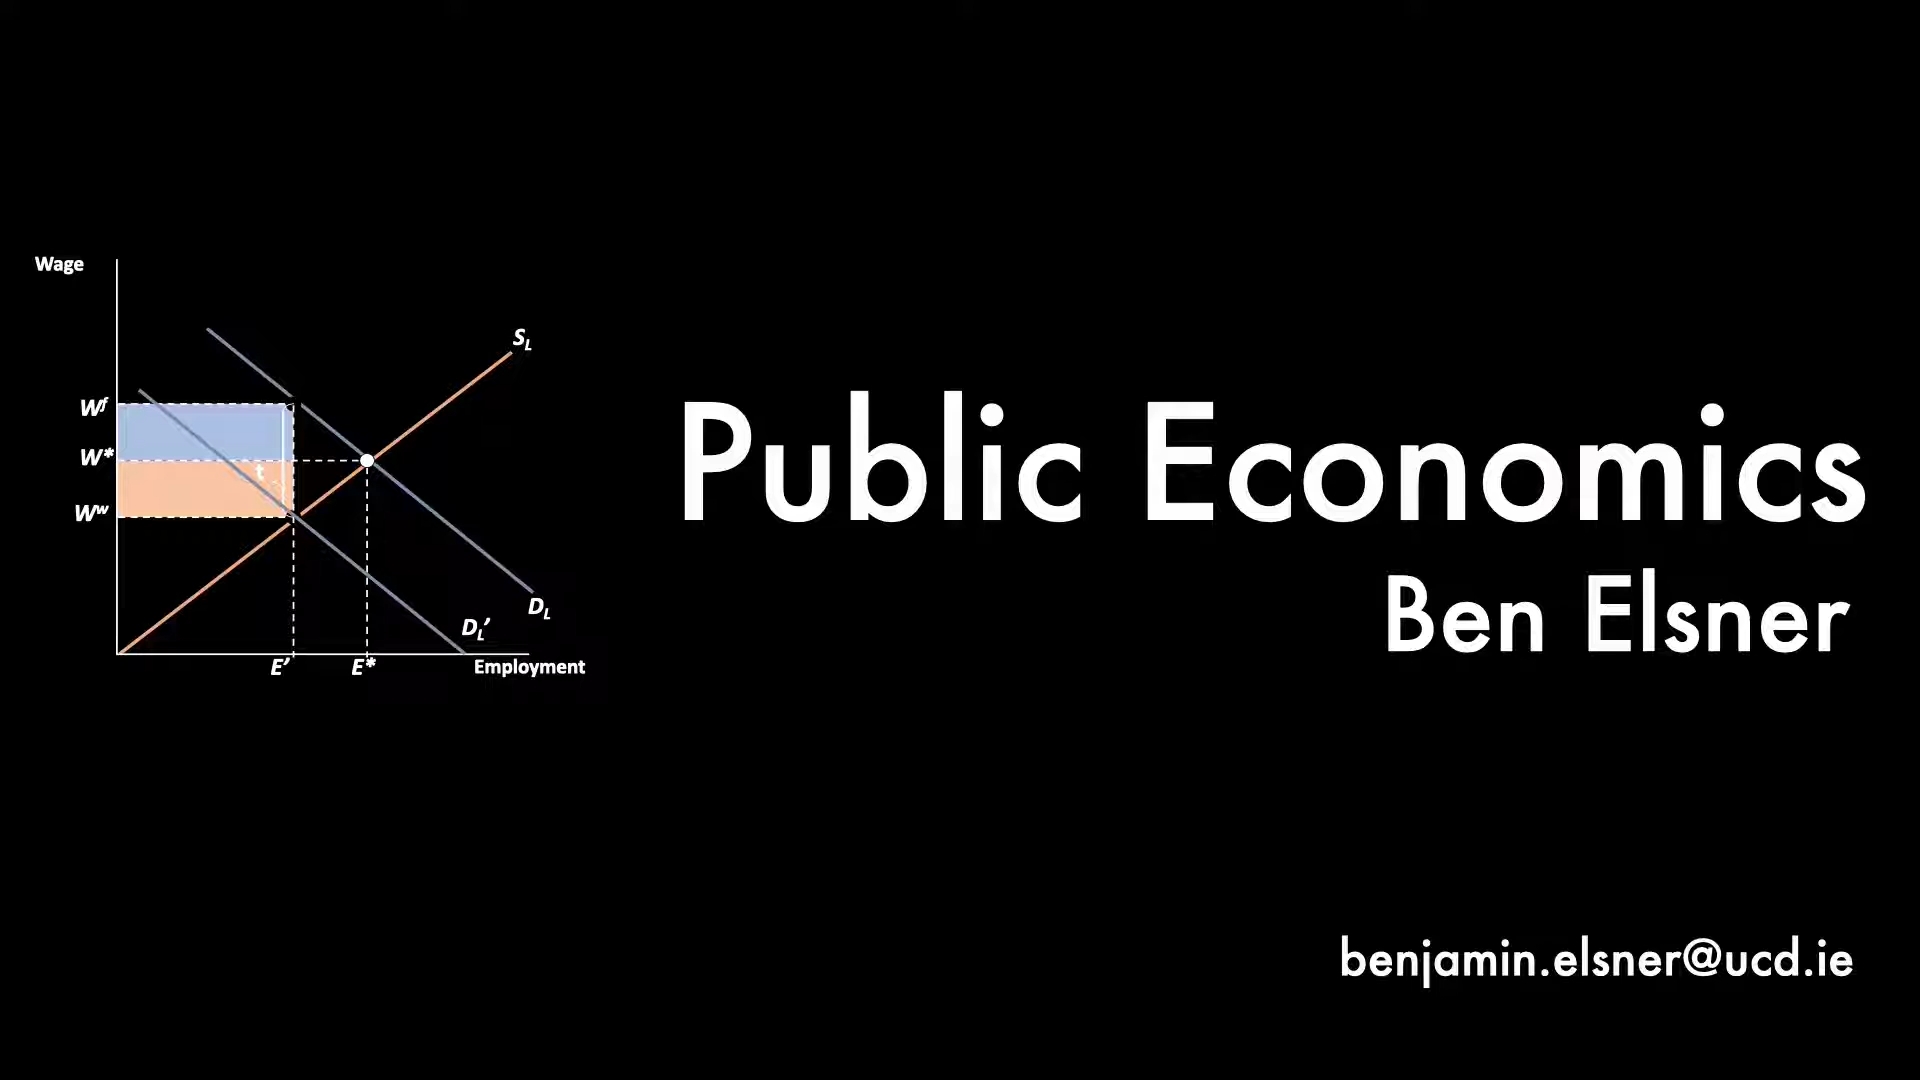 Wage
S_L
W^f
W*
t
W^w
D_L
D_L'
E'
E*
Employment
Public Economics
Ben Elsner
benjamin.elsner@ucd.ie